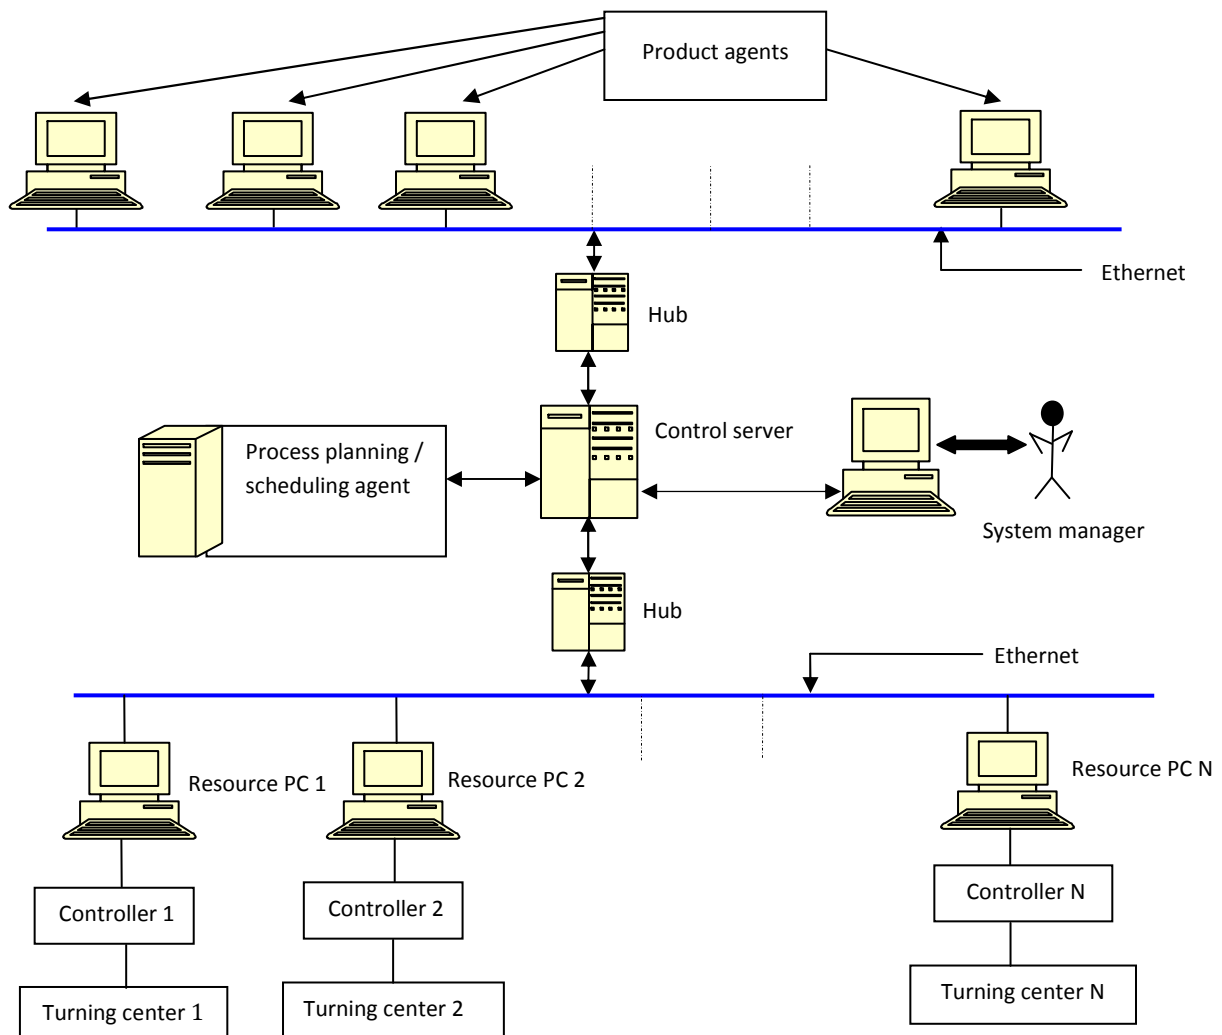 Product agents
Ethernet
Hub
Control server
Process planning /
scheduling agent
System manager
Hub
Ethernet
Resource PC 1
Resource PC 2
Resource PC N
Controller 1
Controller 2
Controller N
Turning center 1
Turning center 2
Turning center N